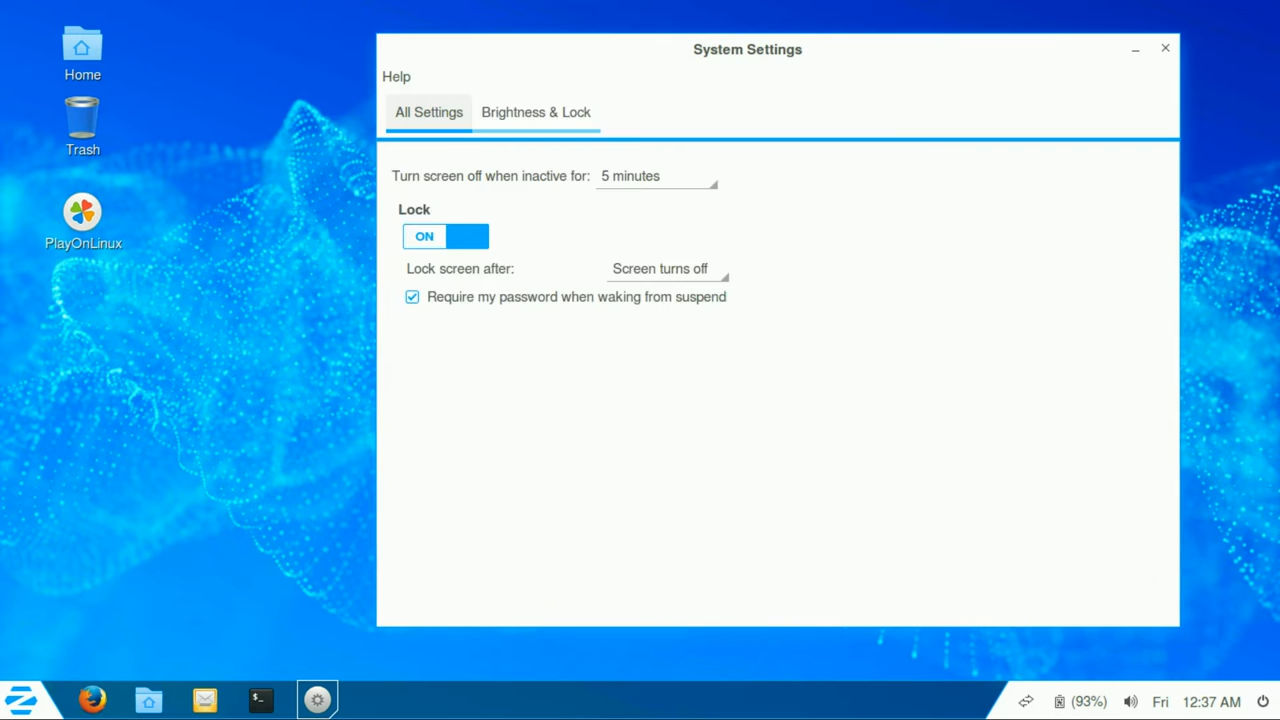 Home
Trash
PlayOnLinux
System Settings
Help
All Settings Brightness & Lock
Turn screen off when inactive for: 5 minutes
Lock
ON
Lock screen after: Screen turns off
Require my password when waking from suspend
(93%) Fri 12:37 AM